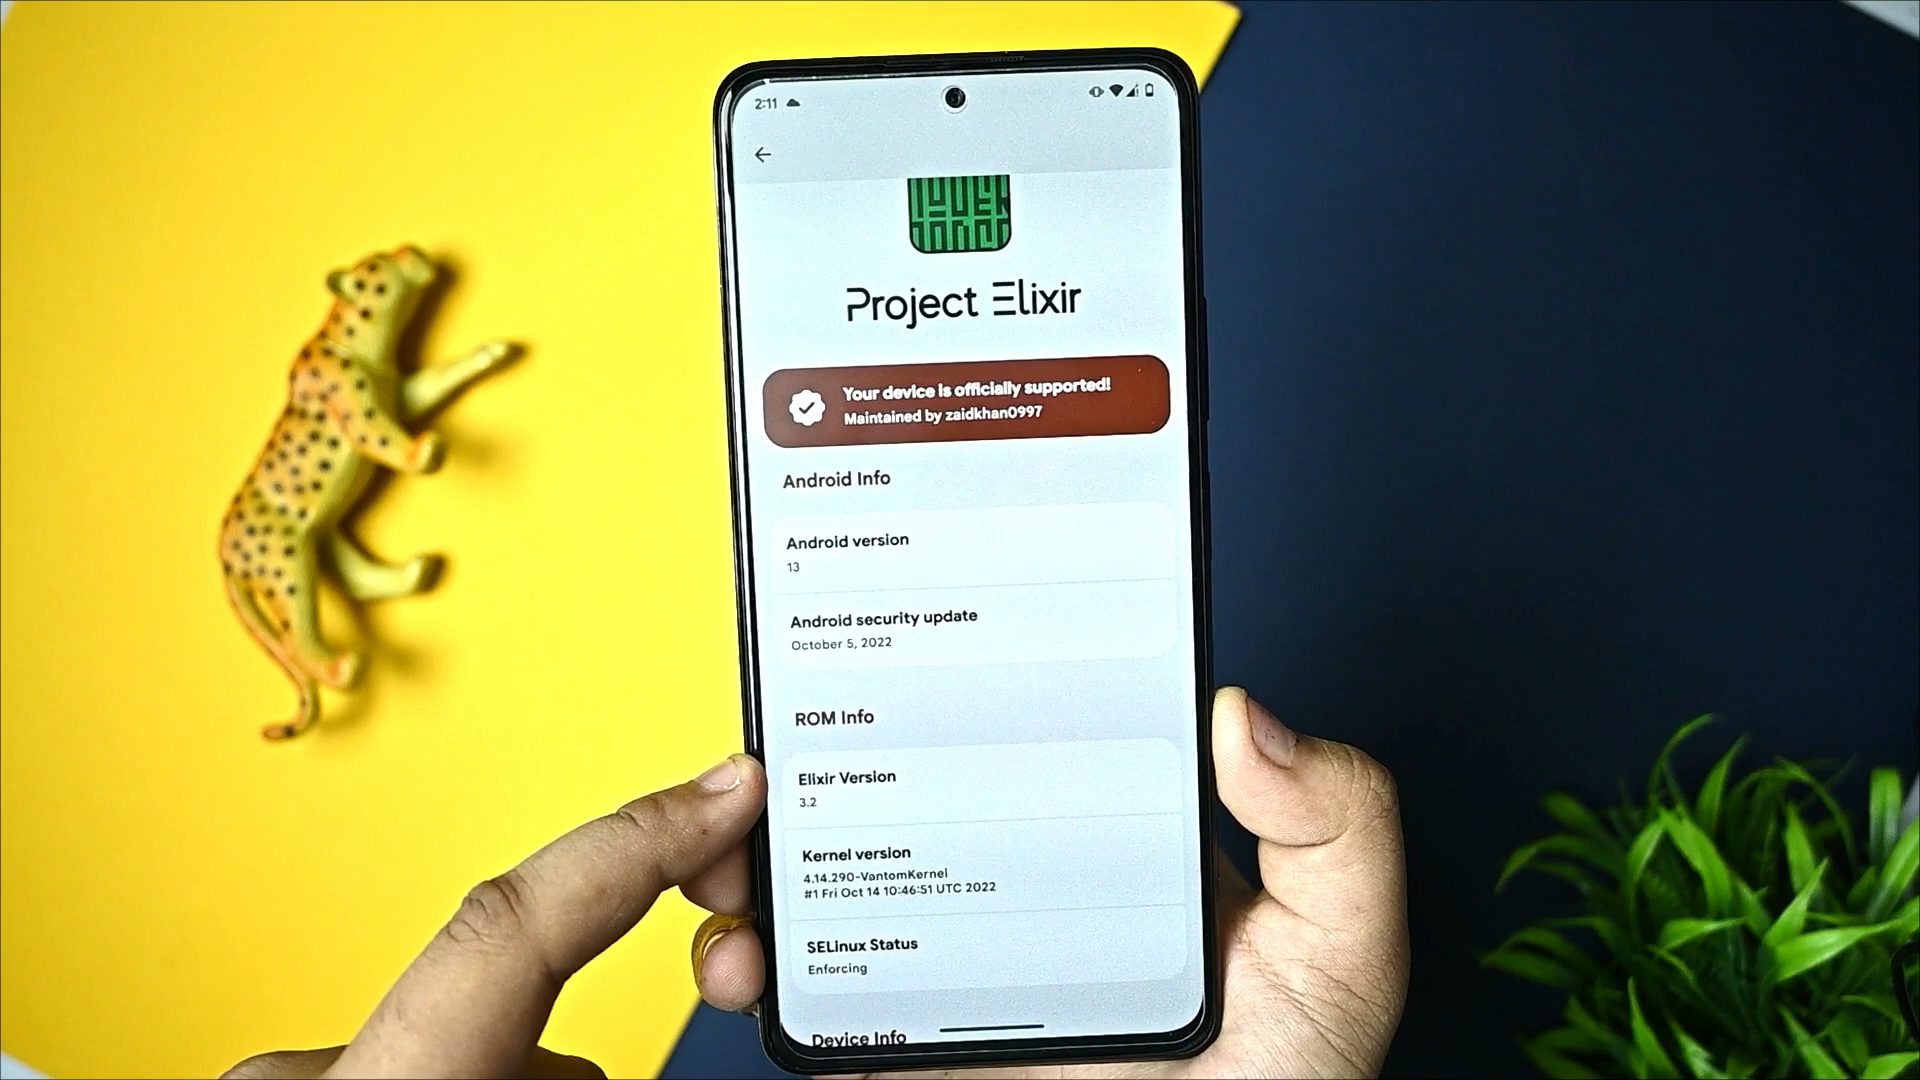 2:11
Project Elixir
Your device is officially supported!
Maintained by zaidkhan0997
Android Info
Android version
13
Android security update
October 5, 2022
ROM Info
Elixir Version
3.2
Kernel version
4.14.290-VantomKernel
#1 Fri Oct 14 10:46:51 UTC 2022
SELinux Status
Enforcing
Device Info